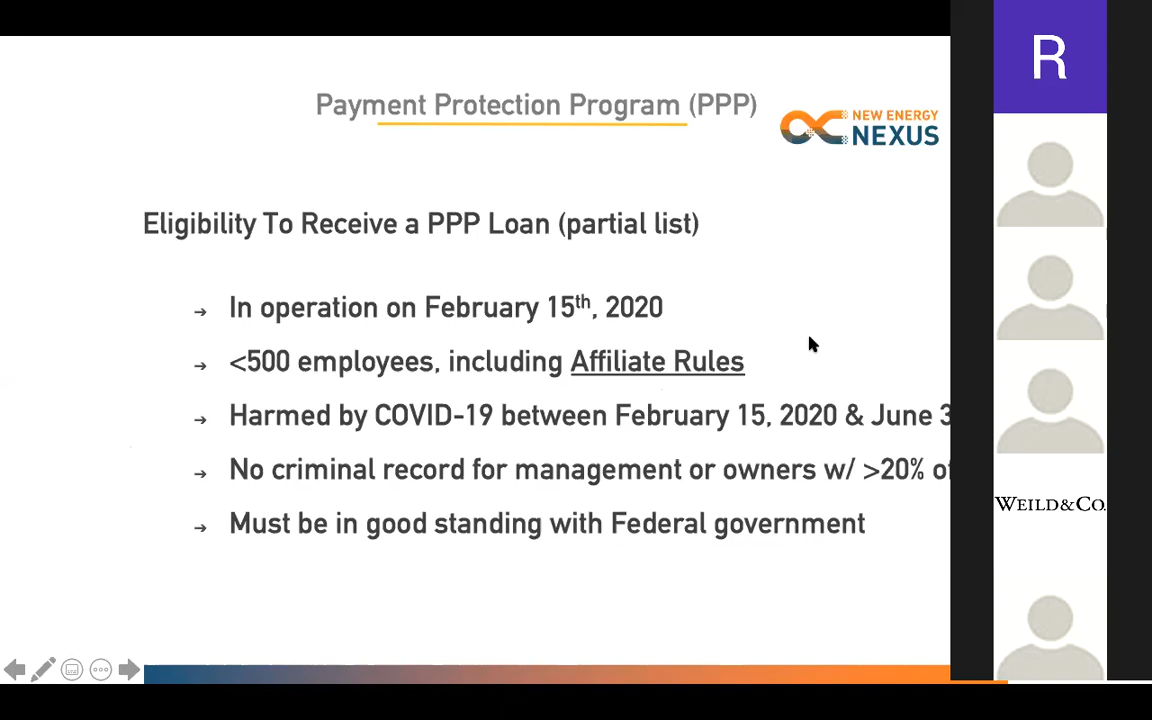 Payment Protection Program (PPP)
NEW ENERGY
NEXUS
Eligibility To Receive a PPP Loan (partial list)
→ In operation on February 15th, 2020
→ <500 employees, including Affiliate Rules
→ Harmed by COVID-19 between February 15, 2020 & June 3
→ No criminal record for management or owners w/ >20% of
→ Must be in good standing with Federal government
R
WEILD&CO.